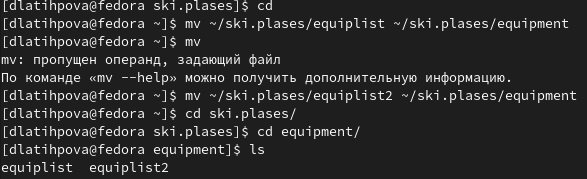 [dlatihpova@fedora ski.plases]$ cd
[dlatihpova@fedora ~]$ mv ~/ski.plases/equiplist ~/ski.plases/equipment
[dlatihpova@fedora ~]$ mv
mv: пропущен операнд, задающий файл
По команде «mv --help» можно получить дополнительную информацию.
[dlatihpova@fedora ~]$ mv ~/ski.plases/equiplist2 ~/ski.plases/equipment
[dlatihpova@fedora ~]$ cd ski.plases/
[dlatihpova@fedora ski.plases]$ cd equipment/
[dlatihpova@fedora equipment]$ ls
equiplist  equiplist2